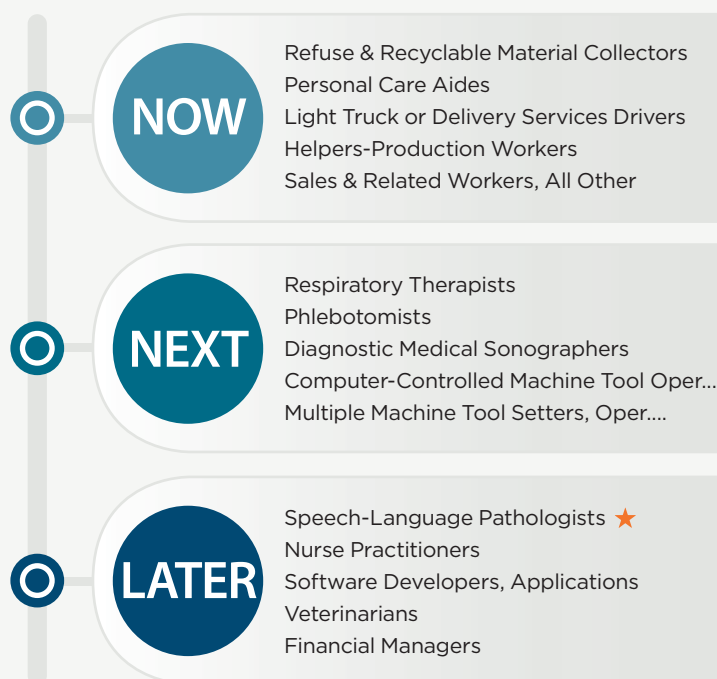 NOW
Refuse & Recyclable Material Collectors
Personal Care Aides
Light Truck or Delivery Services Drivers
Helpers-Production Workers
Sales & Related Workers, All Other
NEXT
Respiratory Therapists
Phlebotomists
Diagnostic Medical Sonographers
Computer-Controlled Machine Tool Oper...
Multiple Machine Tool Setters, Oper....
LATER
Speech-Language Pathologists ★
Nurse Practitioners
Software Developers, Applications
Veterinarians
Financial Managers